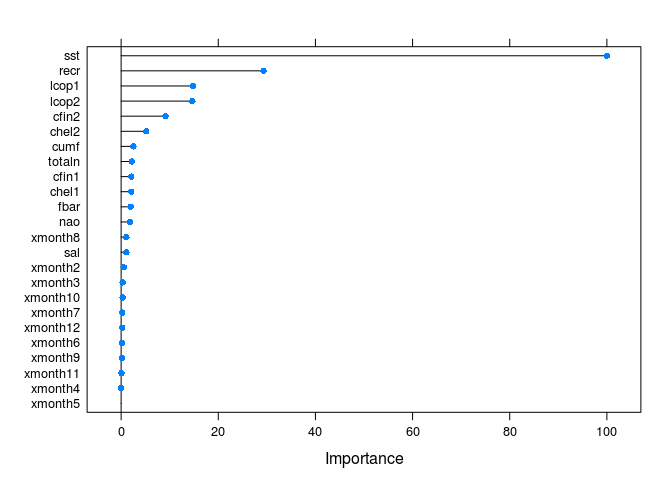 sst
recr
lcop1
lcop2
cfin2
chel2
cumf
totaln
cfin1
chel1
fbar
nao
xmonth8
sal
xmonth2
xmonth3
xmonth10
xmonth7
xmonth12
xmonth6
xmonth9
xmonth11
xmonth4
xmonth5
0 20 40 60 80 100
Importance